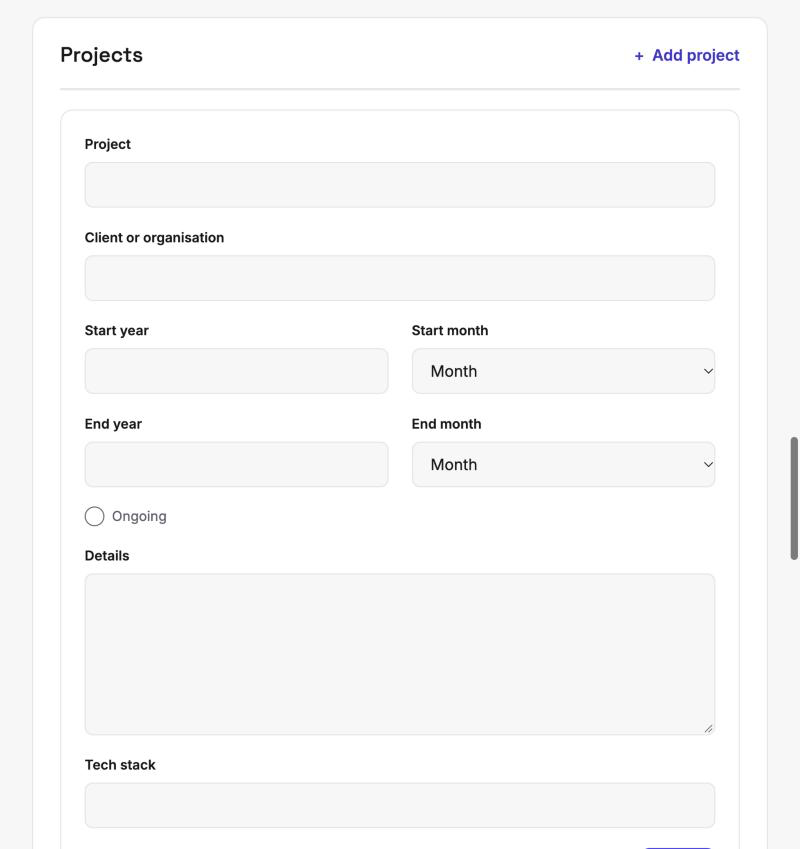 Projects
+ Add project
Project
Client or organisation
Start year
Start month
Month
End year
End month
Month
Ongoing
Details
Tech stack